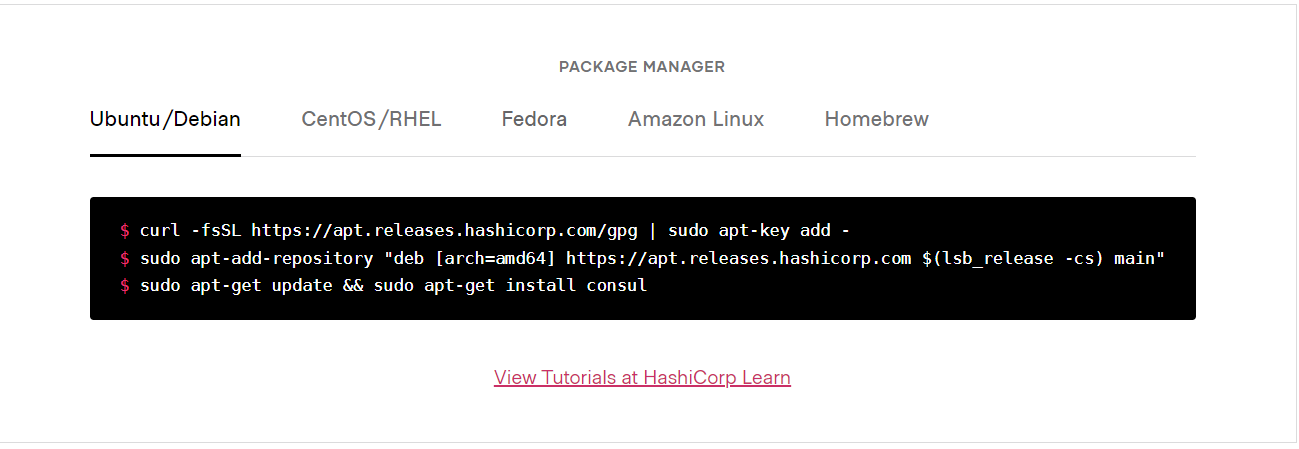 PACKAGE MANAGER
Ubuntu/Debian CentOS/RHEL Fedora Amazon Linux Homebrew
$ curl -fsSL https://apt.releases.hashicorp.com/gpg | sudo apt-key add -
$ sudo apt-add-repository "deb [arch=amd64] https://apt.releases.hashicorp.com $(lsb_release -cs) main"
$ sudo apt-get update && sudo apt-get install consul
View Tutorials at HashiCorp Learn